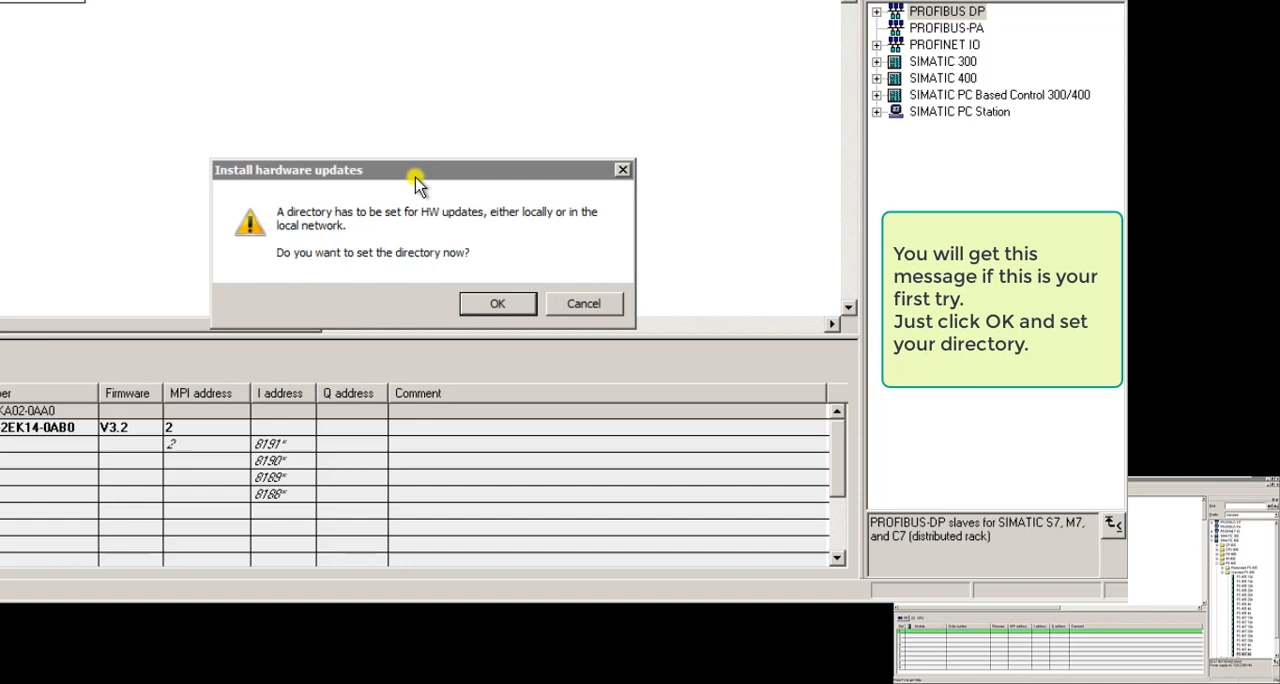 PROFIBUS DP
PROFIBUS-PA
PROFINET IO
SIMATIC 300
SIMATIC 400
SIMATIC PC Based Control 300/400
SIMATIC PC Station
Install hardware updates
A directory has to be set for HW updates, either locally or in the
local network.
Do you want to set the directory now?
OK Cancel
You will get this
message if this is your
first try.
Just click OK and set
your directory.
Firmware MPI address I address Q address Comment
KA02-0AA0
2EK14-0AB0 V3.2 2
2 8191*
8190*
8189*
8188*
PROFIBUS-DP slaves for SIMATIC S7, M7,
and C7 (distributed rack)